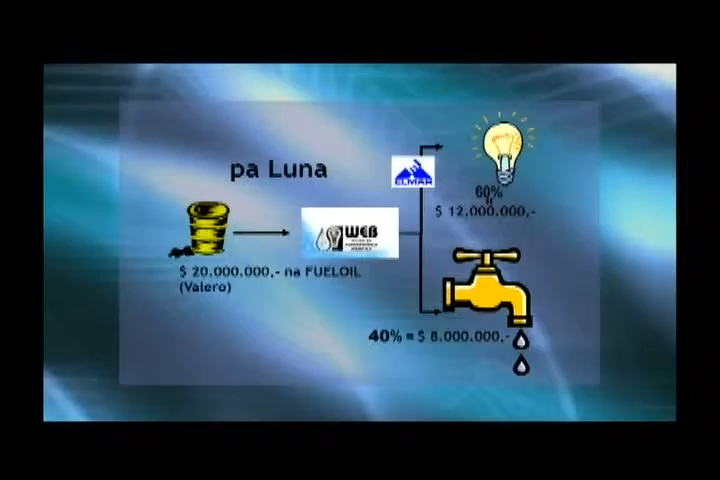 pa Luna
ELMAR
60%
$ 12.000.000,-
WEB
$ 20.000.000,- na FUELOIL
(Valero)
40% = $ 8.000.000,-